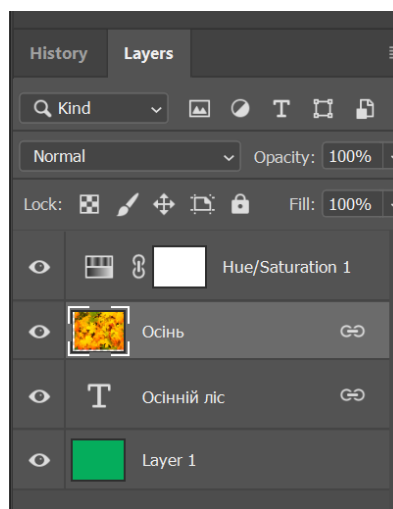 History Layers
Kind
Normal Opacity: 100%
Lock: Fill: 100%
Hue/Saturation 1
Осінь
T Осінній ліс
Layer 1